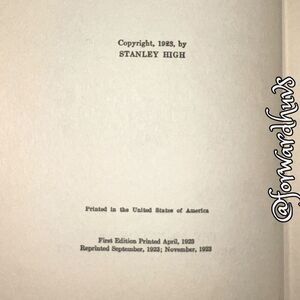 Copyright, 1923, by
STANLEY HIGH
Printed in the United States of America
First Edition Printed April, 1923
Reprinted September, 1923; November, 1923
@forwardhuvs